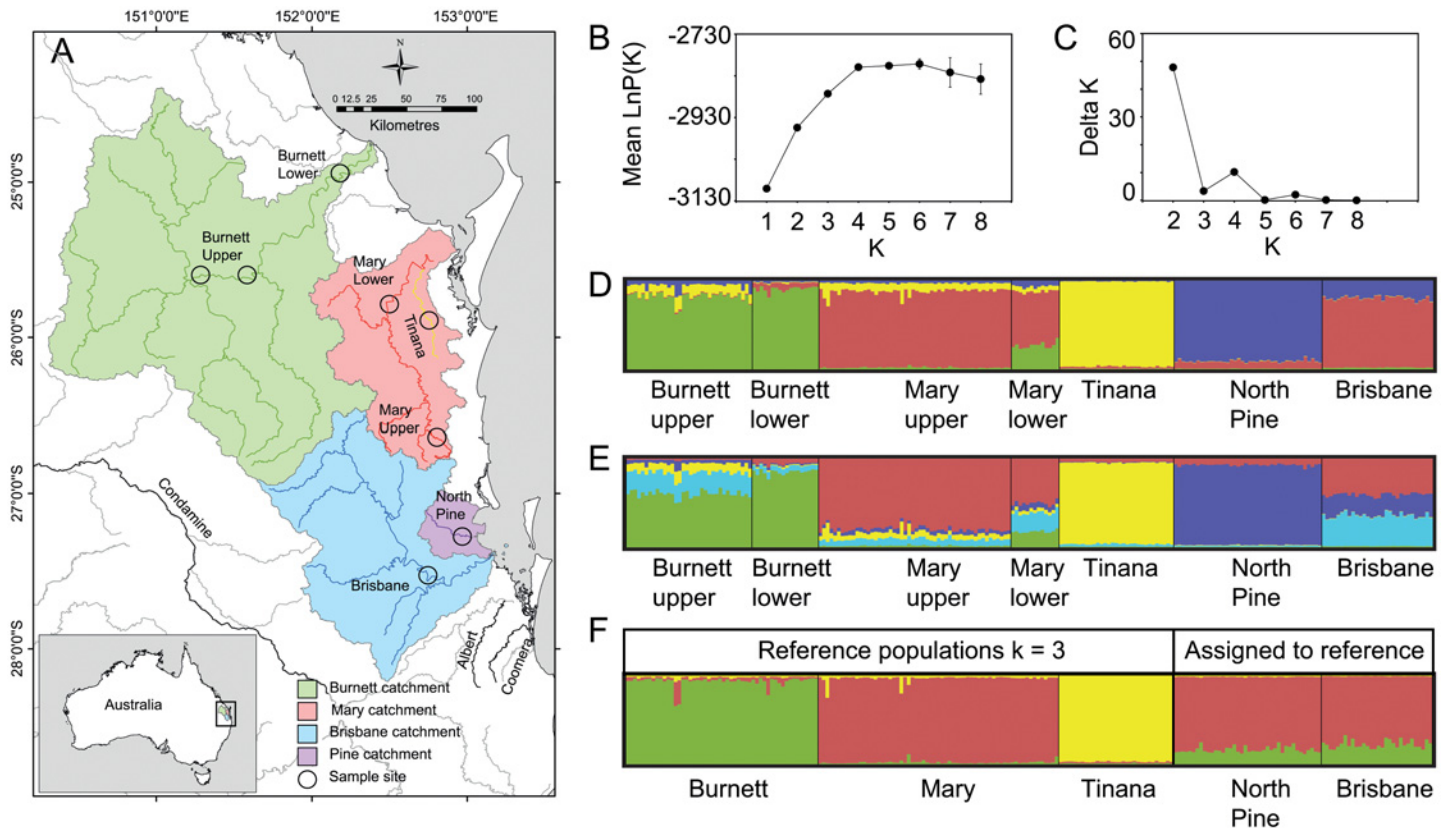 151°0'0"E 152°0'0"E 153°0'0"E
A
N
0 12.5 25 50 75 100
Kilometres
25°0'0"S
26°0'0"S
27°0'0"S
28°0'0"S
Burnett
Lower
Burnett
Upper
Mary
Lower
Tinana
Mary
Upper
North
Pine
Condamine
Brisbane
Albert
Coomera
Australia
Burnett catchment
Mary catchment
Brisbane catchment
Pine catchment
Sample site
B
Mean LnP(K)
-2730
-2930
-3130
1 2 3 4 5 6 7 8
K
C
Delta K
60
30
0
2 3 4 5 6 7 8
K
D
Burnett upper Burnett lower Mary upper Mary lower Tinana North Pine Brisbane
E
Burnett upper Burnett lower Mary upper Mary lower Tinana North Pine Brisbane
F
Reference populations k = 3 Assigned to reference
Burnett Mary Tinana North Pine Brisbane